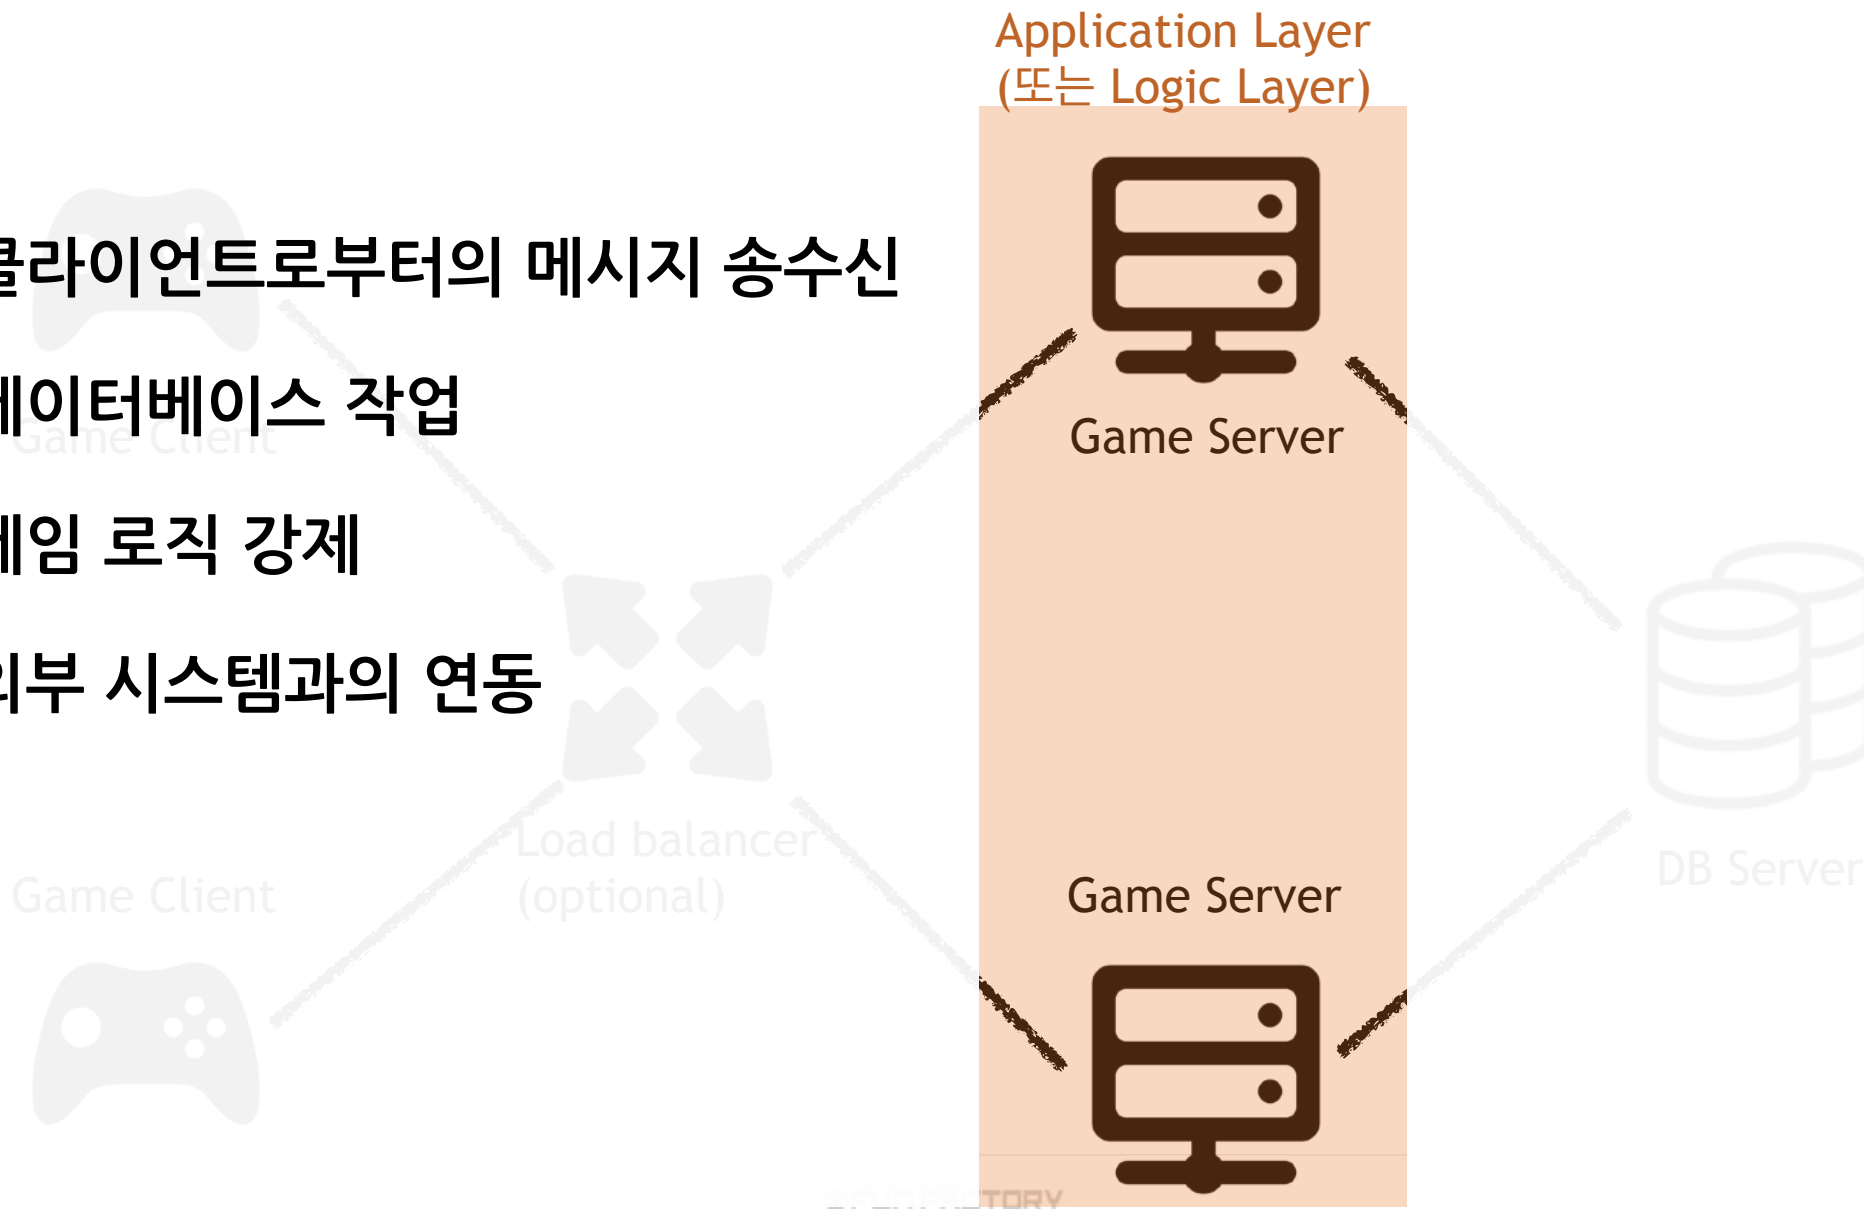 Application Layer
(또는 Logic Layer)
클라이언트로부터의 메시지 송수신
데이터베이스 작업
게임 로직 강제
외부 시스템과의 연동
Game Client
Game Server
Load balancer
(optional)
DB Server
Game Client
Game Server